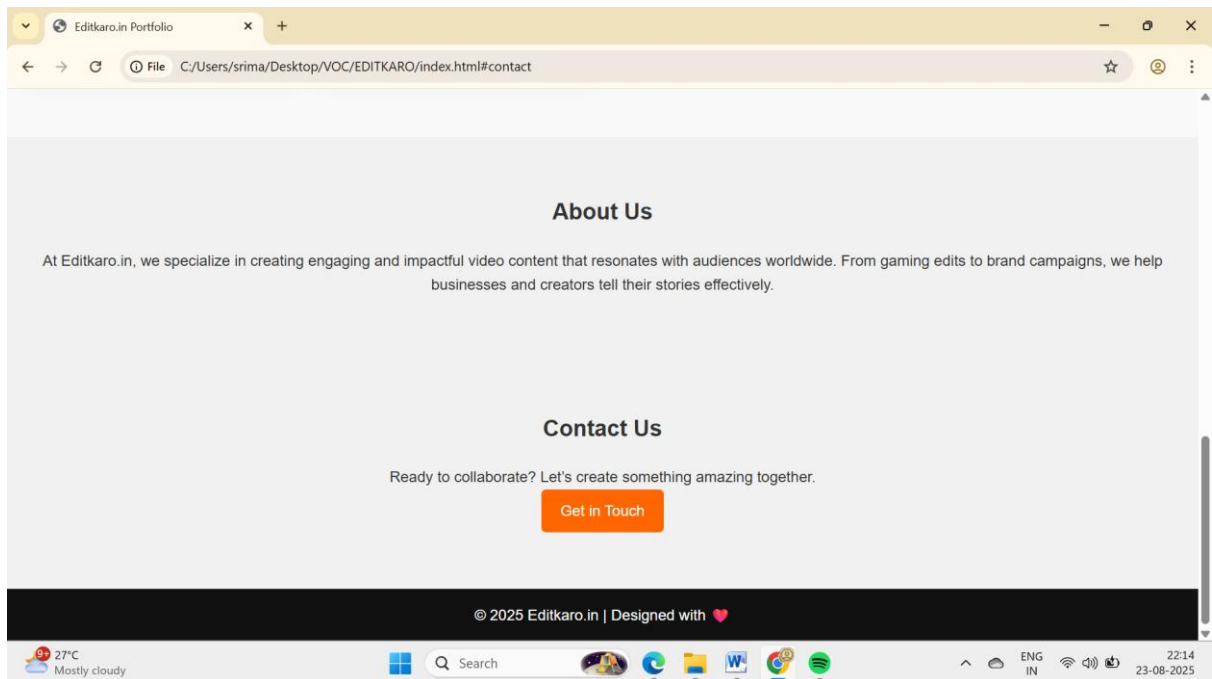 Editkaro.in Portfolio
File C:/Users/srima/Desktop/VOC/EDITKARO/index.html#contact
About Us
At Editkaro.in, we specialize in creating engaging and impactful video content that resonates with audiences worldwide. From gaming edits to brand campaigns, we help
businesses and creators tell their stories effectively.
Contact Us
Ready to collaborate? Let's create something amazing together.
Get in Touch
© 2025 Editkaro.in | Designed with ❤
9+
27°C
Mostly cloudy
Search
W
ENG
IN
22:14
23-08-2025